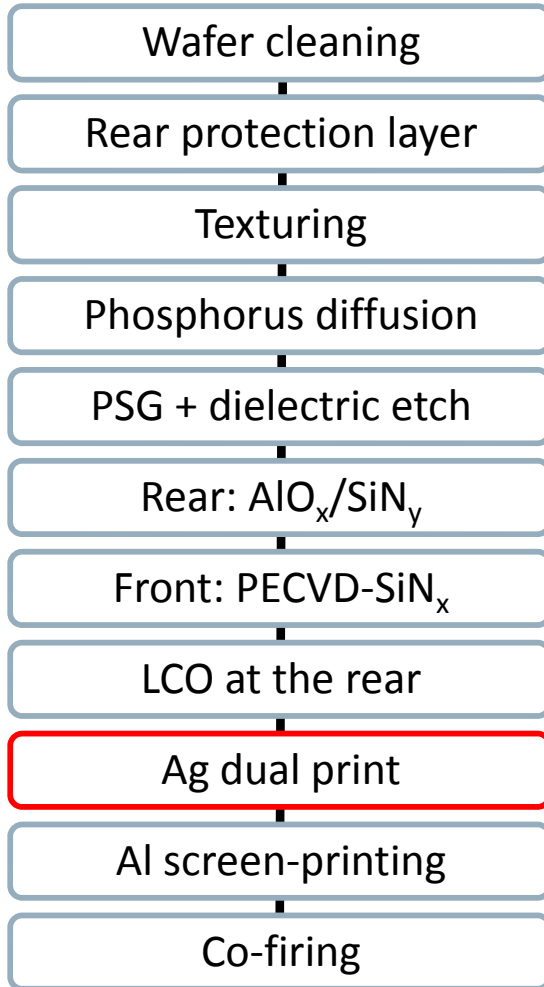 Wafer cleaning
Rear protection layer
Texturing
Phosphorus diffusion
PSG + dielectric etch
Rear: AlOₓ/SiNᵧ
Front: PECVD-SiNₓ
LCO at the rear
Ag dual print
Al screen-printing
Co-firing